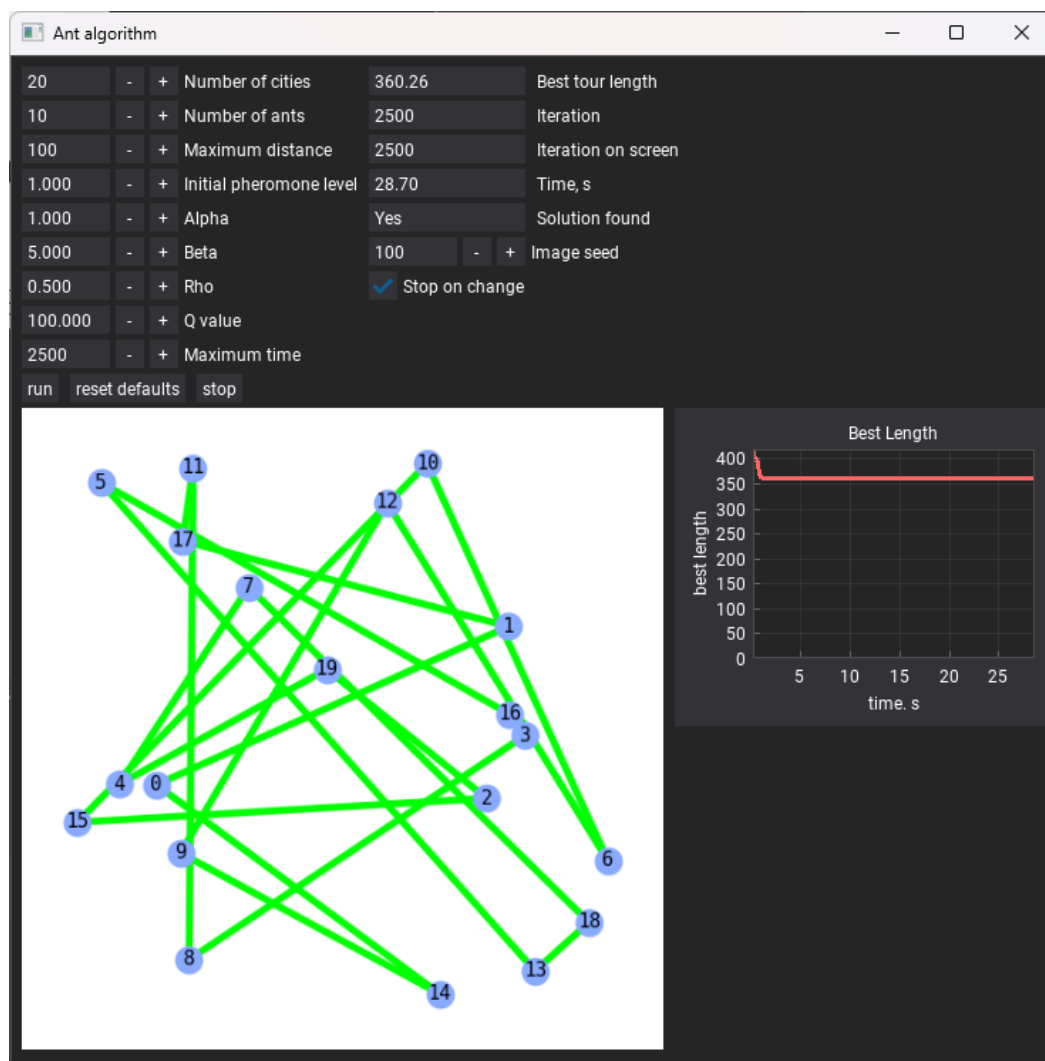 Ant algorithm
20 - + Number of cities 360.26 Best tour length
10 - + Number of ants 2500 Iteration
100 - + Maximum distance 2500 Iteration on screen
1.000 - + Initial pheromone level 28.70 Time, s
1.000 - + Alpha Yes Solution found
5.000 - + Beta 100 - + Image seed
0.500 - + Rho Stop on change
100.000 - + Q value
2500 - + Maximum time
run reset defaults stop
5
11
10
12
17
7
1
19
16
3
4
0
2
15
9
6
18
8
13
14
Best Length
400
350
300
250
200
150
100
50
0
best length
5 10 15 20 25
time. s